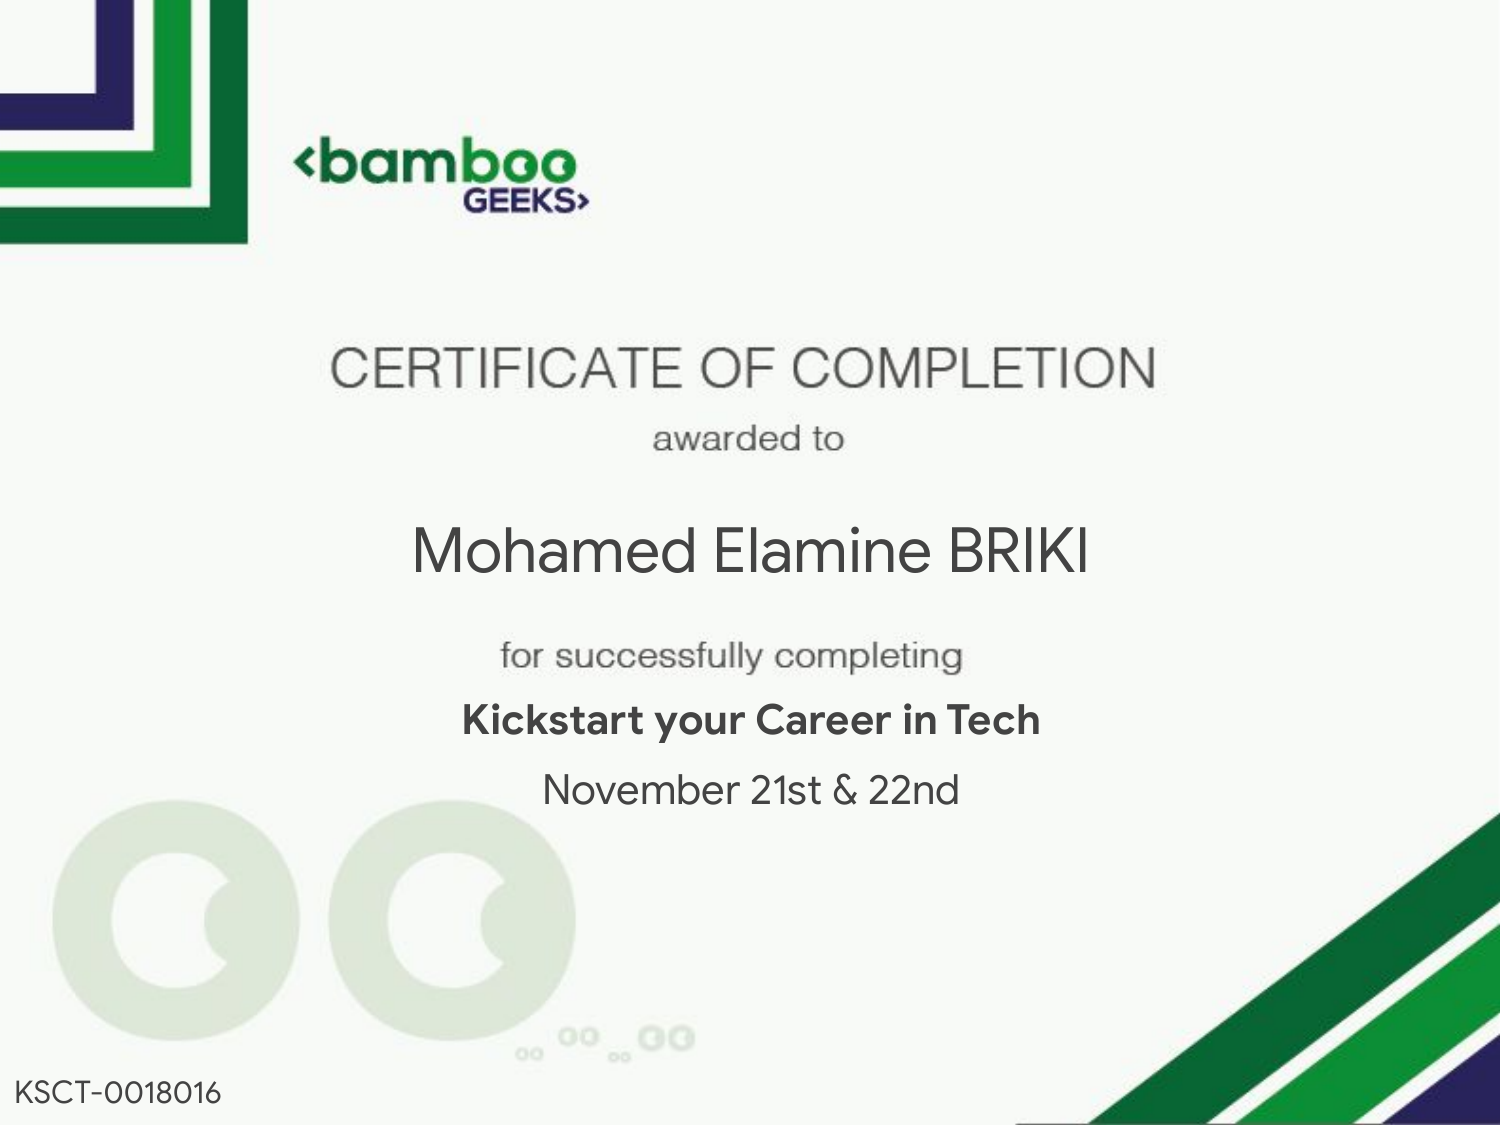 <bamboo
GEEKS>
CERTIFICATE OF COMPLETION
awarded to
Mohamed Elamine BRIKI
for successfully completing
Kickstart your Career in Tech
November 21st & 22nd
KSCT-0018016